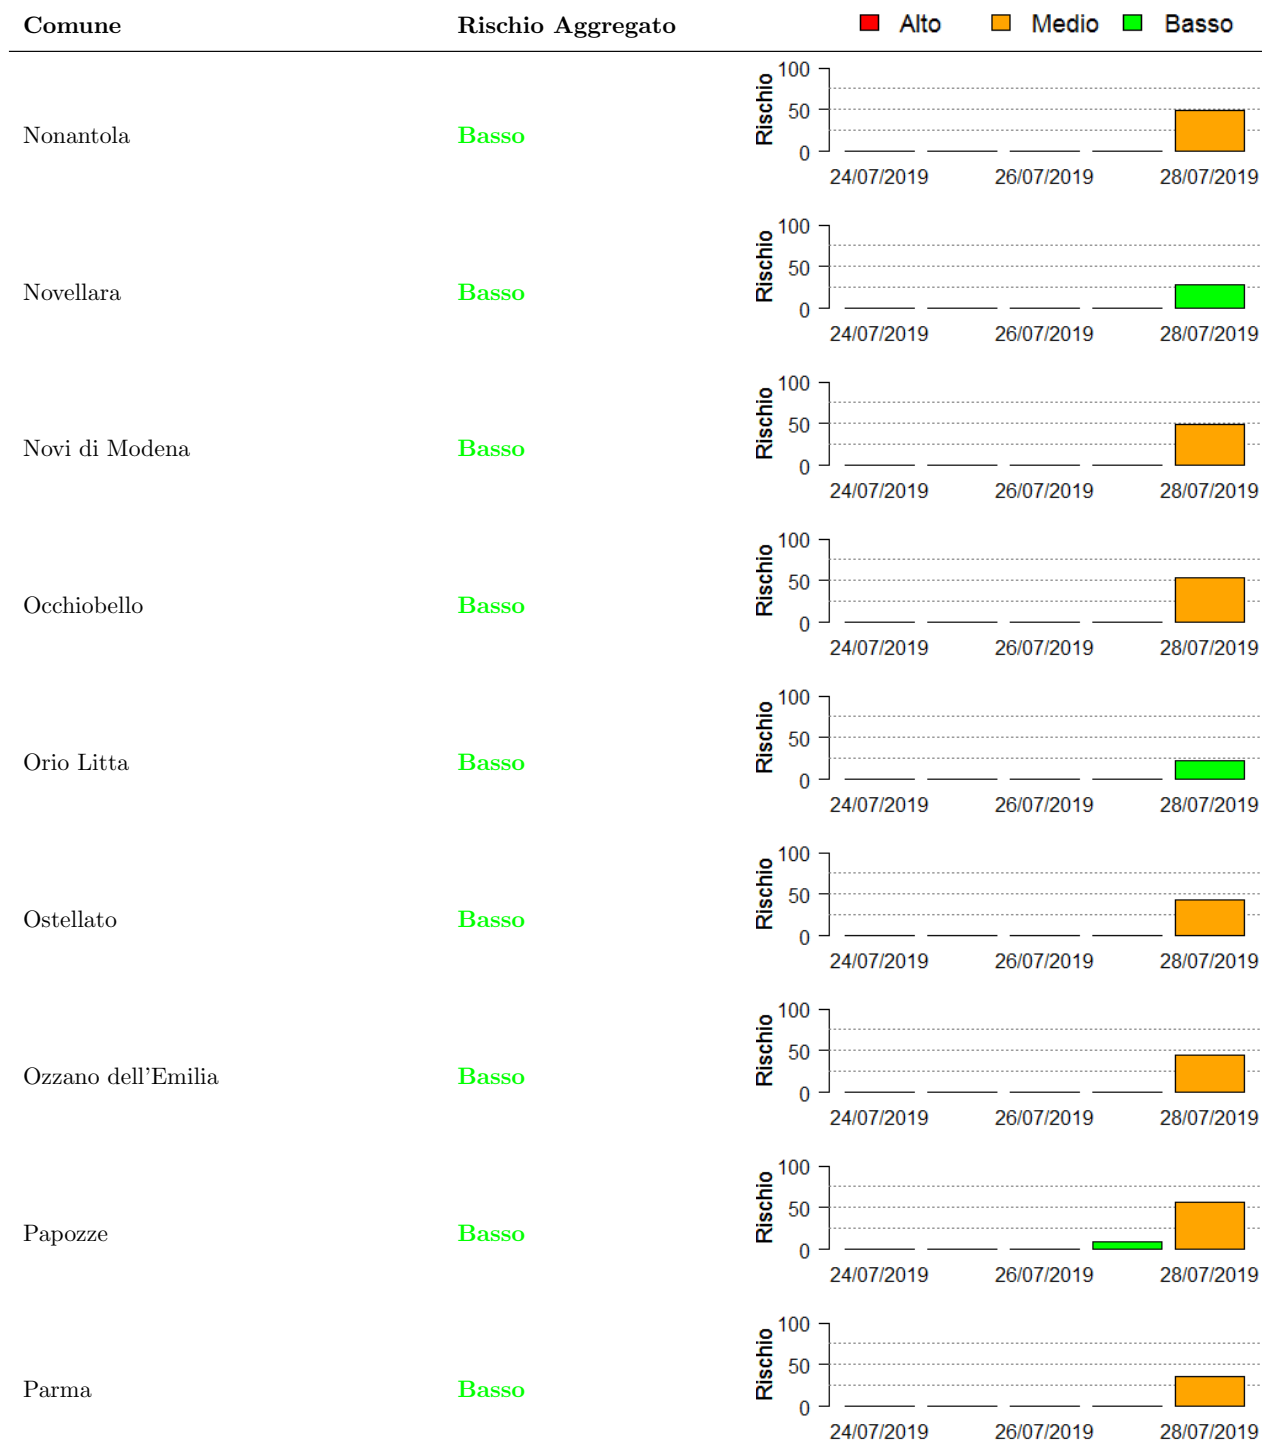 Comune Rischio Aggregato Alto Medio Basso
Nonantola Basso Rischio 100 50 0
24/07/2019 26/07/2019 28/07/2019
Novellara Basso Rischio 100 50 0
24/07/2019 26/07/2019 28/07/2019
Novi di Modena Basso Rischio 100 50 0
24/07/2019 26/07/2019 28/07/2019
Occhiobello Basso Rischio 100 50 0
24/07/2019 26/07/2019 28/07/2019
Orio Litta Basso Rischio 100 50 0
24/07/2019 26/07/2019 28/07/2019
Ostellato Basso Rischio 100 50 0
24/07/2019 26/07/2019 28/07/2019
Ozzano dell'Emilia Basso Rischio 100 50 0
24/07/2019 26/07/2019 28/07/2019
Papozze Basso Rischio 100 50 0
24/07/2019 26/07/2019 28/07/2019
Parma Basso Rischio 100 50 0
24/07/2019 26/07/2019 28/07/2019